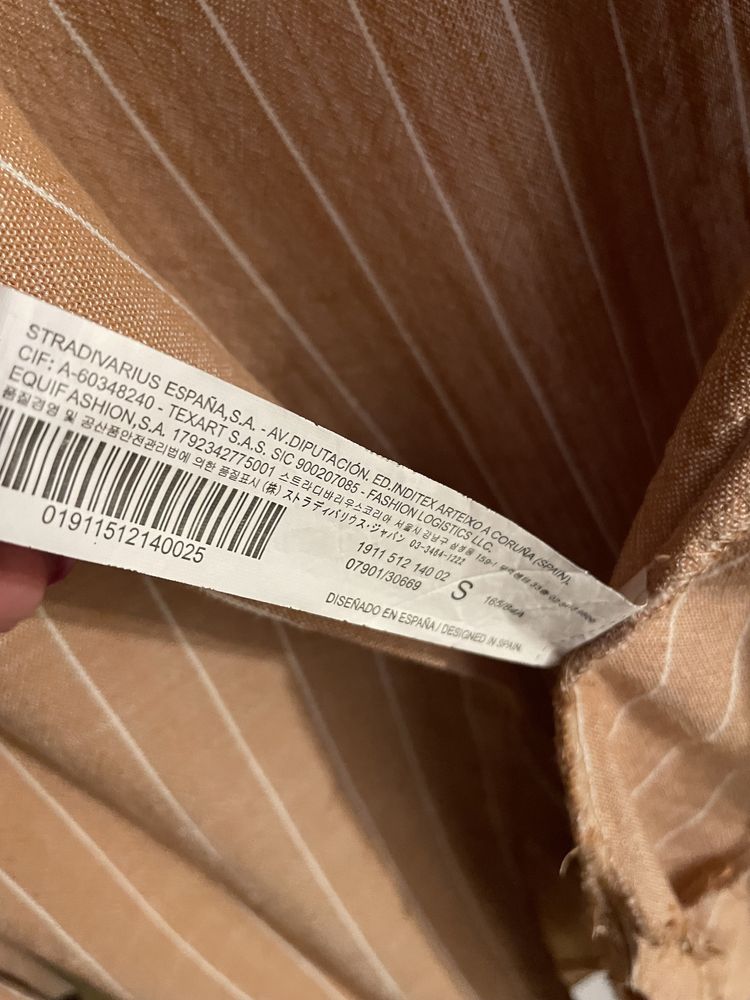 STRADIVARIUS ESPAÑA,S.A. - AV.DIPUTACIÓN. ED.INDITEX ARTEIXO A CORUÑA (SPAIN).
CIF: A-60348240 - TEXART S.A.S. SIC 900207085 - FASHION LOGISTICS LLC.
EQUIFASHION,S.A. 1792342775001 스트라디바리우스코리아 서울시 강남구 삼성동 159-1
품질경영 및 공산품안전관리법에 의한 품질표시 (株) ストラディバリウス・ジャパン 03-3464-1222
01911512140025
1911 512 140 02
07901/30669
S
DISEÑADO EN ESPAÑA / DESIGNED IN SPAIN.